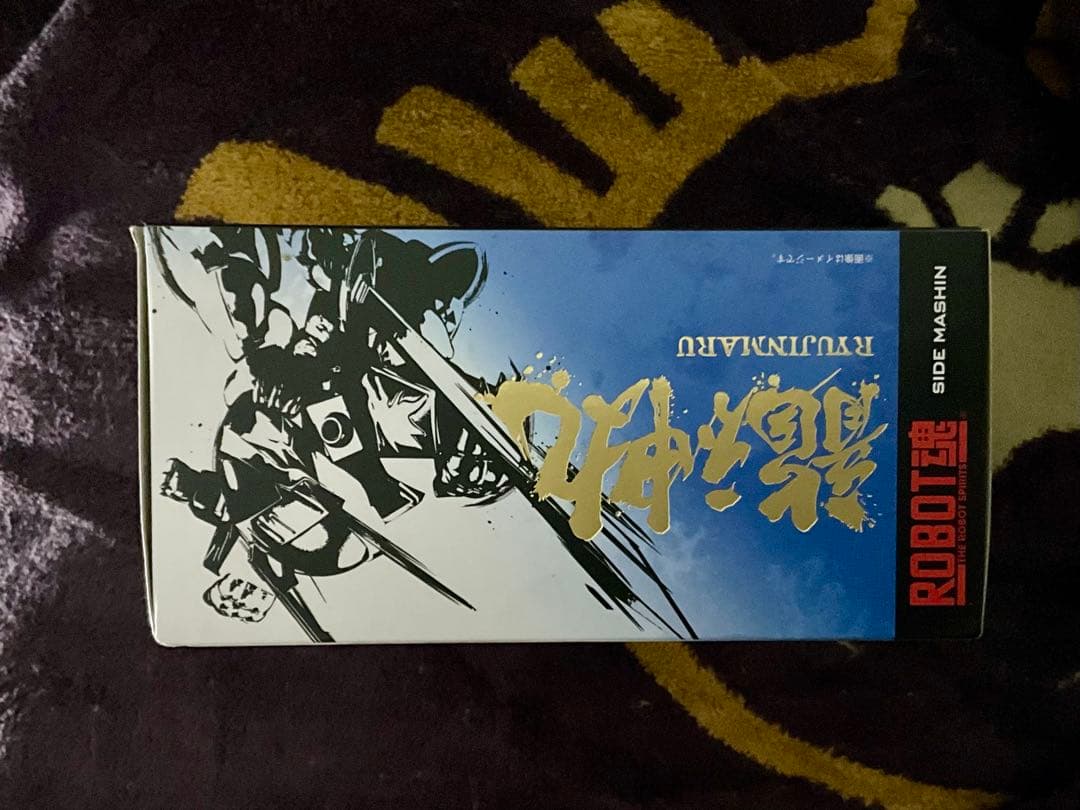 ROBOT魂
THE ROBOT SPIRITS
SIDE MASHIN
龍神丸
RYUJINMARU
※画像はイメージです。